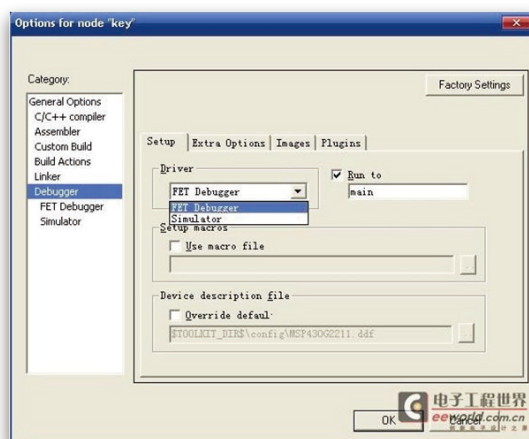 Options for node "key"
Category:
General Options
C/C++ compiler
Assembler
Custom Build
Build Actions
Linker
Debugger
FET Debugger
Simulator
Factory Settings
Setup
Extra Options
Images
Plugins
Driver
FET Debugger
FET Debugger
Simulator
Run to
main
Setup macros
Use macro file
Device description file
Override defaul
$TOOLKIT_DIR$\config\MSP430G2211.ddf
OK
Cancel
电子工程世界
eeworld.com.cn